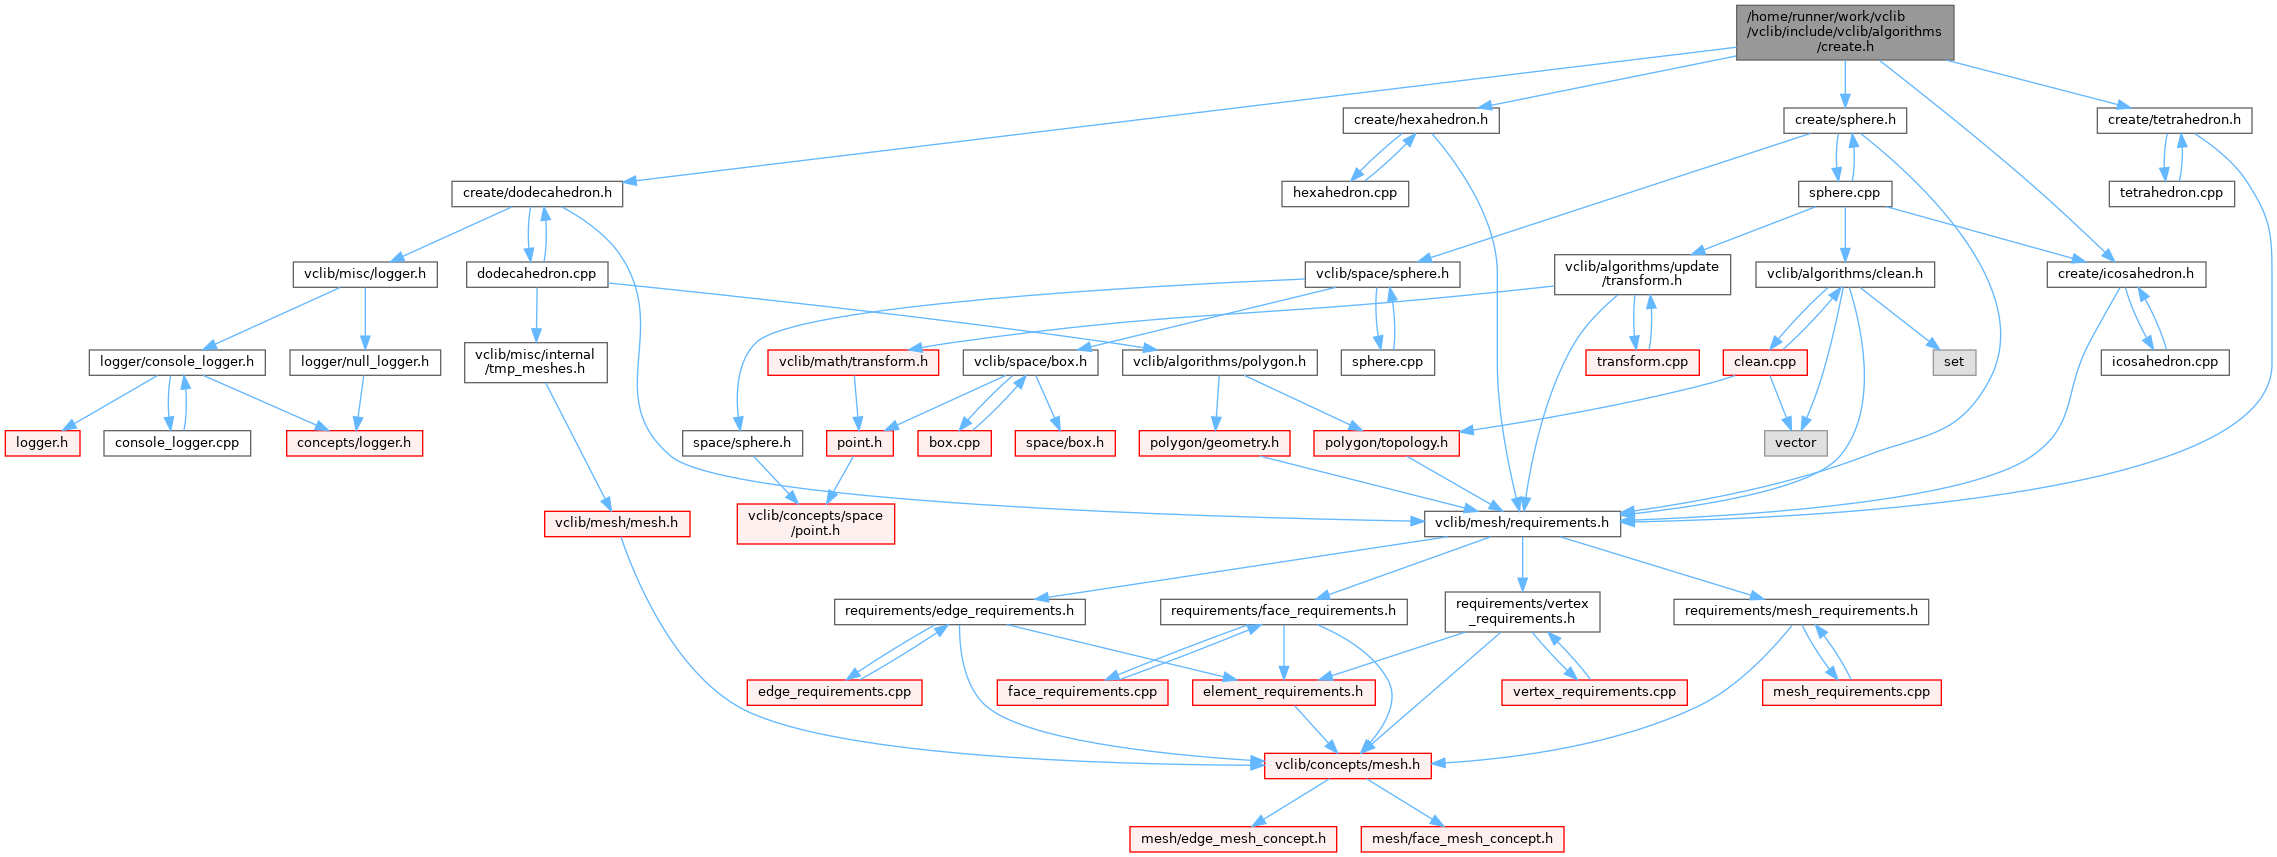 /home/runner/work/vclib
/vclib/include/vclib/algorithms
/create.h
create/hexahedron.h
create/sphere.h
create/tetrahedron.h
create/dodecahedron.h
hexahedron.cpp
sphere.cpp
tetrahedron.cpp
vclib/misc/logger.h
dodecahedron.cpp
vclib/space/sphere.h
vclib/algorithms/update
/transform.h
vclib/algorithms/clean.h
create/icosahedron.h
logger/console_logger.h
logger/null_logger.h
vclib/misc/internal
/tmp_meshes.h
vclib/math/transform.h
vclib/space/box.h
vclib/algorithms/polygon.h
sphere.cpp
transform.cpp
clean.cpp
set
icosahedron.cpp
logger.h
console_logger.cpp
concepts/logger.h
space/sphere.h
point.h
box.cpp
space/box.h
polygon/geometry.h
polygon/topology.h
vector
vclib/mesh/mesh.h
vclib/concepts/space
/point.h
vclib/mesh/requirements.h
requirements/edge_requirements.h
requirements/face_requirements.h
requirements/vertex
_requirements.h
requirements/mesh_requirements.h
edge_requirements.cpp
face_requirements.cpp
element_requirements.h
vertex_requirements.cpp
mesh_requirements.cpp
vclib/concepts/mesh.h
mesh/edge_mesh_concept.h
mesh/face_mesh_concept.h